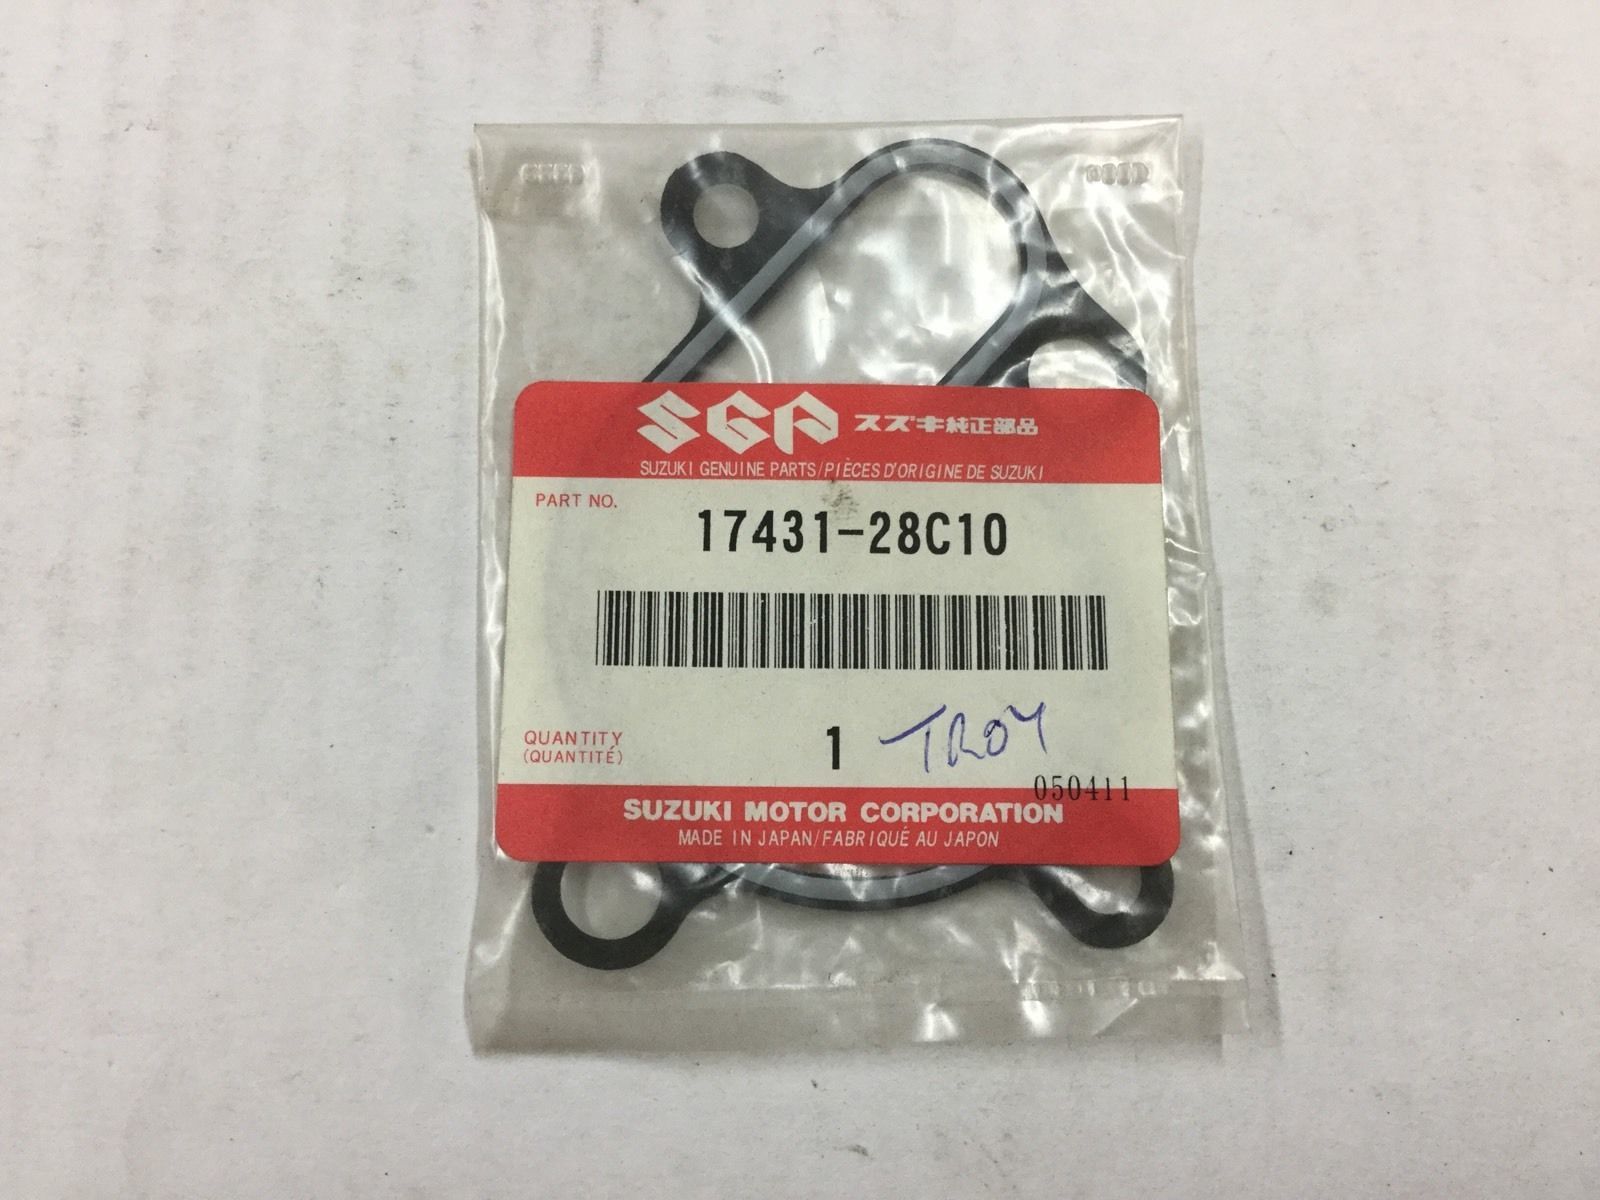 SGP スズキ純正部品
SUZUKI GENUINE PARTS/PIÈCES D'ORIGINE DE SUZUKI
PART NO.
17431-28C10
QUANTITY
(QUANTITÉ)
1 TROY
050411
SUZUKI MOTOR CORPORATION
MADE IN JAPAN/FABRIQUÉ AU JAPON